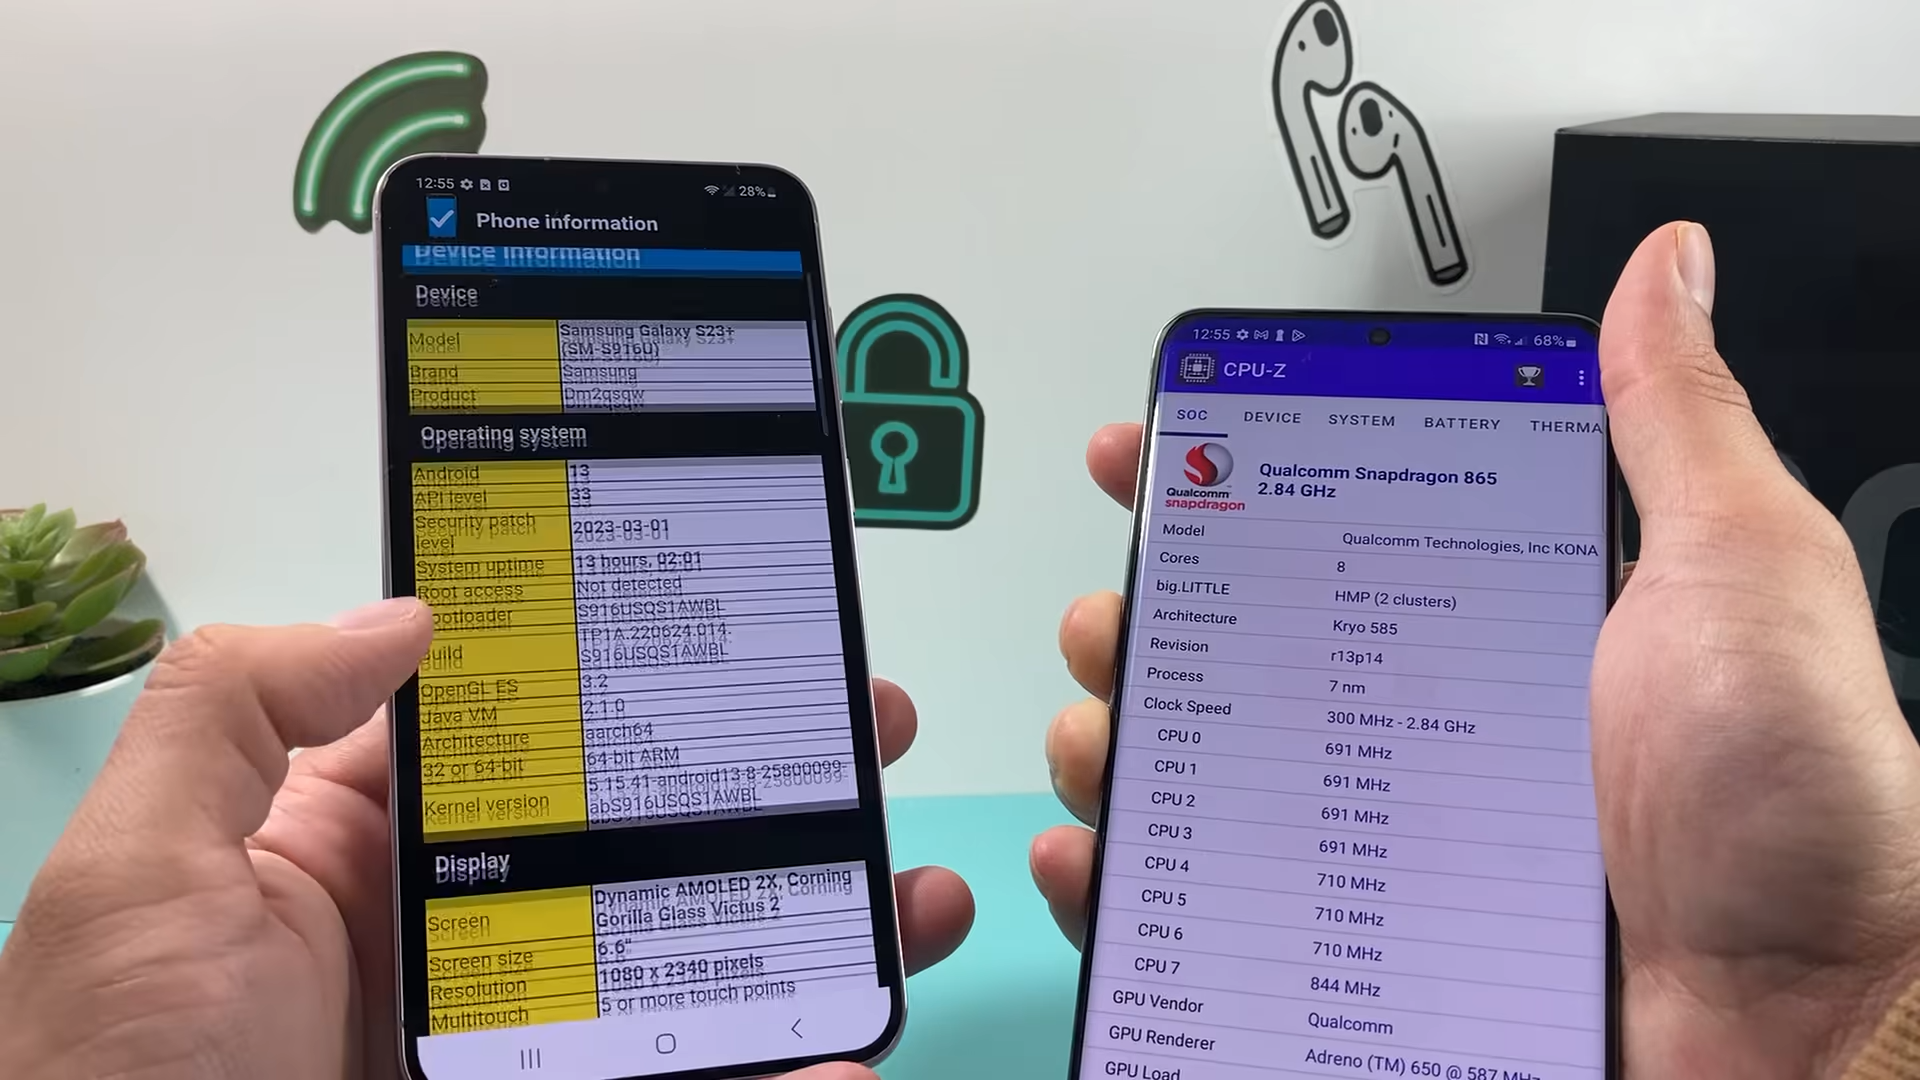 12:55
28%
Phone information
Device information
Device
Model Samsung Galaxy S23+
(SM-S916U)
Brand Samsung
Product Dm2qsqw
Operating system
Android 13
API level 33
Security patch
level 2023-03-01
System uptime 13 hours, 02:01
Root access Not detected
ootloader S916USQS1AWBL
Build TP1A.220624.014.
S916USQS1AWBL
OpenGL ES 3.2
Java VM 2.1.0
Architecture aarch64
32 or 64-bit 64-bit ARM
Kernel version 5.15.41-android13-8-25800099-
abS916USQS1AWBL
Display
Screen Dynamic AMOLED 2X, Corning
Gorilla Glass Victus 2
Screen size 6.6"
Resolution 1080 x 2340 pixels
Multitouch 5 or more touch points
12:55
68%
CPU-Z
SOC DEVICE SYSTEM BATTERY THERMA
Qualcomm
snapdragon
Qualcomm Snapdragon 865
2.84 GHz
Model Qualcomm Technologies, Inc KONA
Cores 8
big.LITTLE HMP (2 clusters)
Architecture Kryo 585
Revision r13p14
Process 7 nm
Clock Speed 300 MHz - 2.84 GHz
CPU 0 691 MHz
CPU 1 691 MHz
CPU 2 691 MHz
CPU 3 691 MHz
CPU 4 710 MHz
CPU 5 710 MHz
CPU 6 710 MHz
CPU 7 844 MHz
GPU Vendor Qualcomm
GPU Renderer Adreno (TM) 650 @ 587 MHz
GPU Load